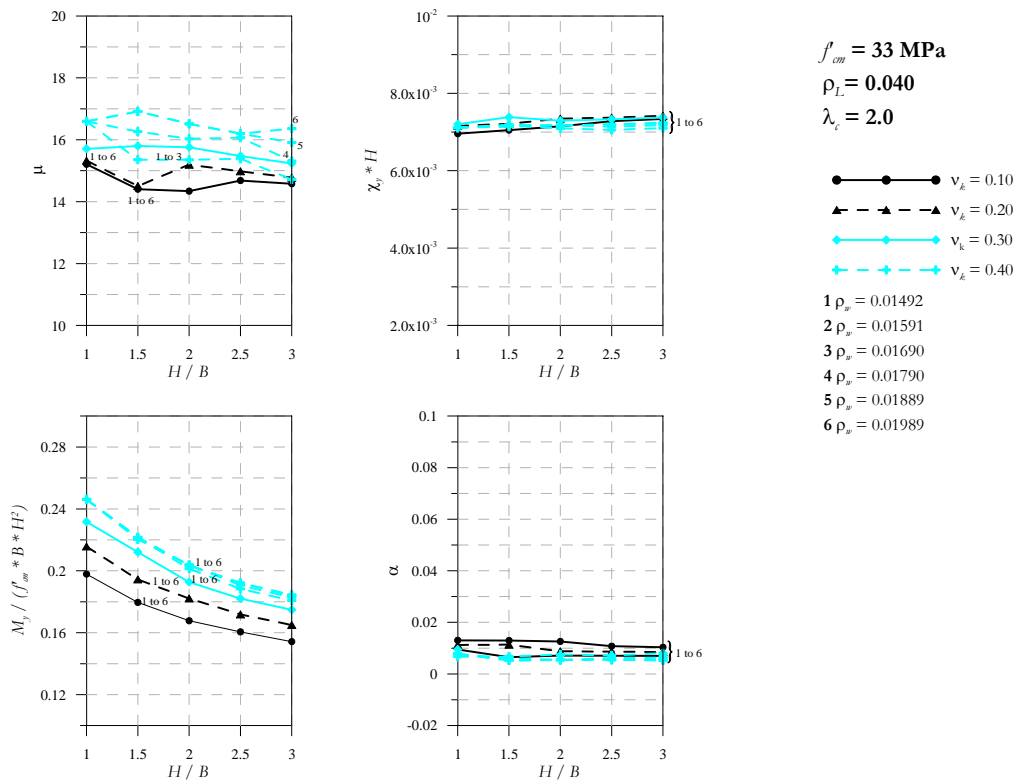 20
18
16
14
12
10
μ
1 to 6
1 to 3
1 to 6
6
5
4
1 1.5 2 2.5 3
H / B
10⁻²
8.0x10⁻³
6.0x10⁻³
4.0x10⁻³
2.0x10⁻³
χy * H
} 1 to 6
1 1.5 2 2.5 3
H / B
f'cm = 33 MPa
ρL = 0.040
λc = 2.0
νk = 0.10
νk = 0.20
νk = 0.30
νk = 0.40
1 ρw = 0.01492
2 ρw = 0.01591
3 ρw = 0.01690
4 ρw = 0.01790
5 ρw = 0.01889
6 ρw = 0.01989
0.28
0.24
0.2
0.16
0.12
My / (f'cm * B * H²)
1 to 6
1 to 6
1 to 6
1 to 6
1 1.5 2 2.5 3
H / B
0.1
0.08
0.06
0.04
0.02
0
-0.02
α
} 1 to 6
1 1.5 2 2.5 3
H / B